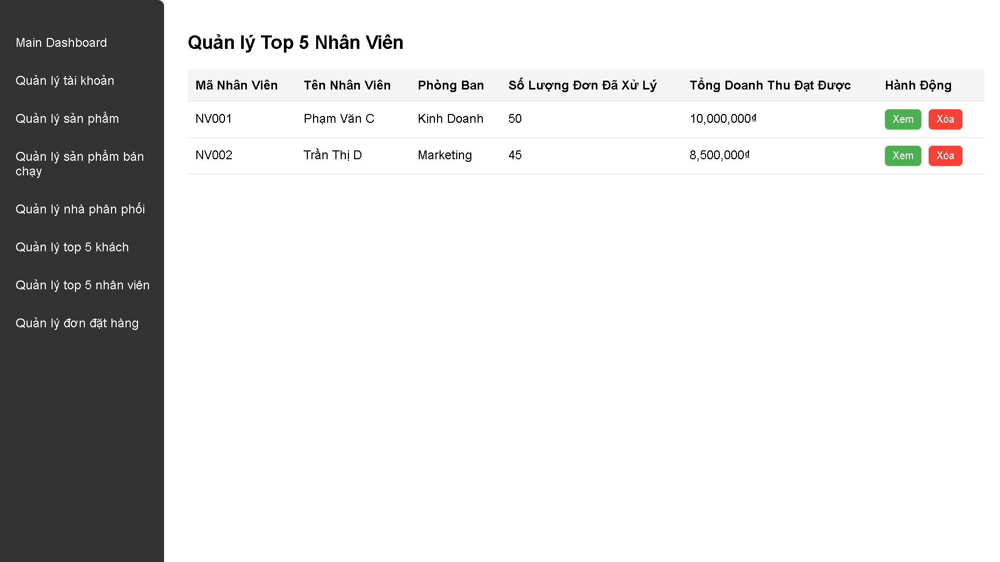 Main Dashboard
Quản lý tài khoản
Quản lý sản phẩm
Quản lý sản phẩm bán
chạy
Quản lý nhà phân phối
Quản lý top 5 khách
Quản lý top 5 nhân viên
Quản lý đơn đặt hàng
Quản lý Top 5 Nhân Viên
Mã Nhân Viên Tên Nhân Viên Phòng Ban Số Lượng Đơn Đã Xử Lý Tổng Doanh Thu Đạt Được Hành Động
NV001 Phạm Văn C Kinh Doanh 50 10,000,000₫ Xem Xóa
NV002 Trần Thị D Marketing 45 8,500,000₫ Xem Xóa